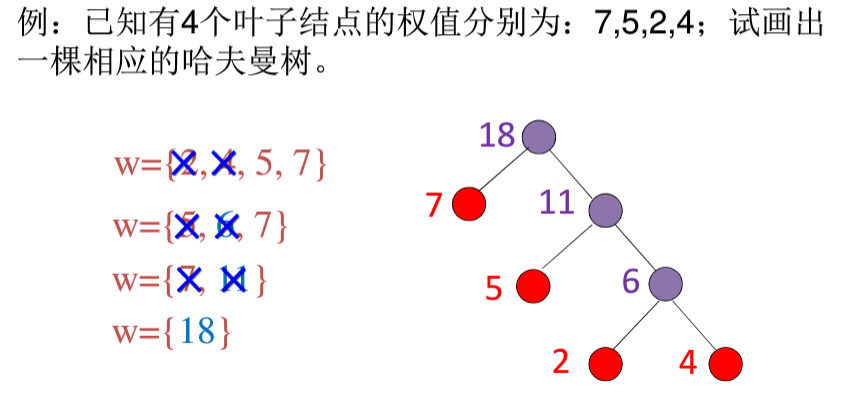 例：已知有4个叶子结点的权值分别为：7,5,2,4；试画出
一棵相应的哈夫曼树。
w={2, 4, 5, 7}
w={5, 6, 7}
w={7, 11}
w={18}
18
7
11
5
6
2
4